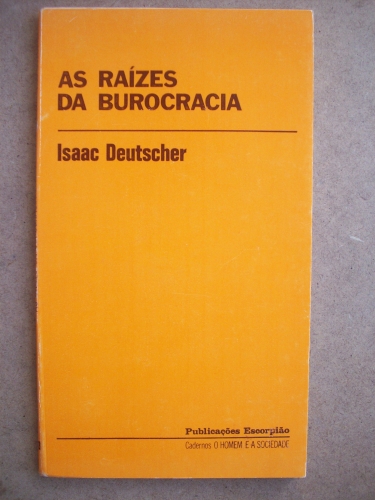 AS RAÍZES
DA BUROCRACIA
Isaac Deutscher
Publicações Escorpião
Cadernos O HOMEM E A SOCIEDADE